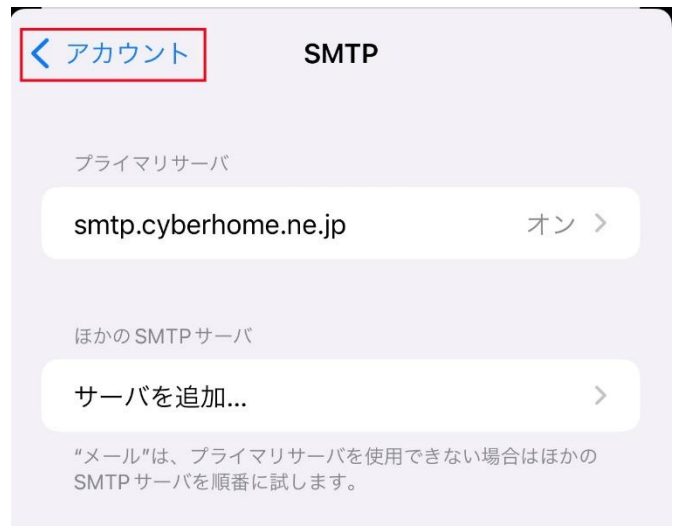 アカウント
SMTP
プライマリサーバ
smtp.cyberhome.ne.jp
オン
ほかのSMTPサーバ
サーバを追加...
“メール”は、プライマリサーバを使用できない場合はほかの
SMTPサーバを順番に試します。